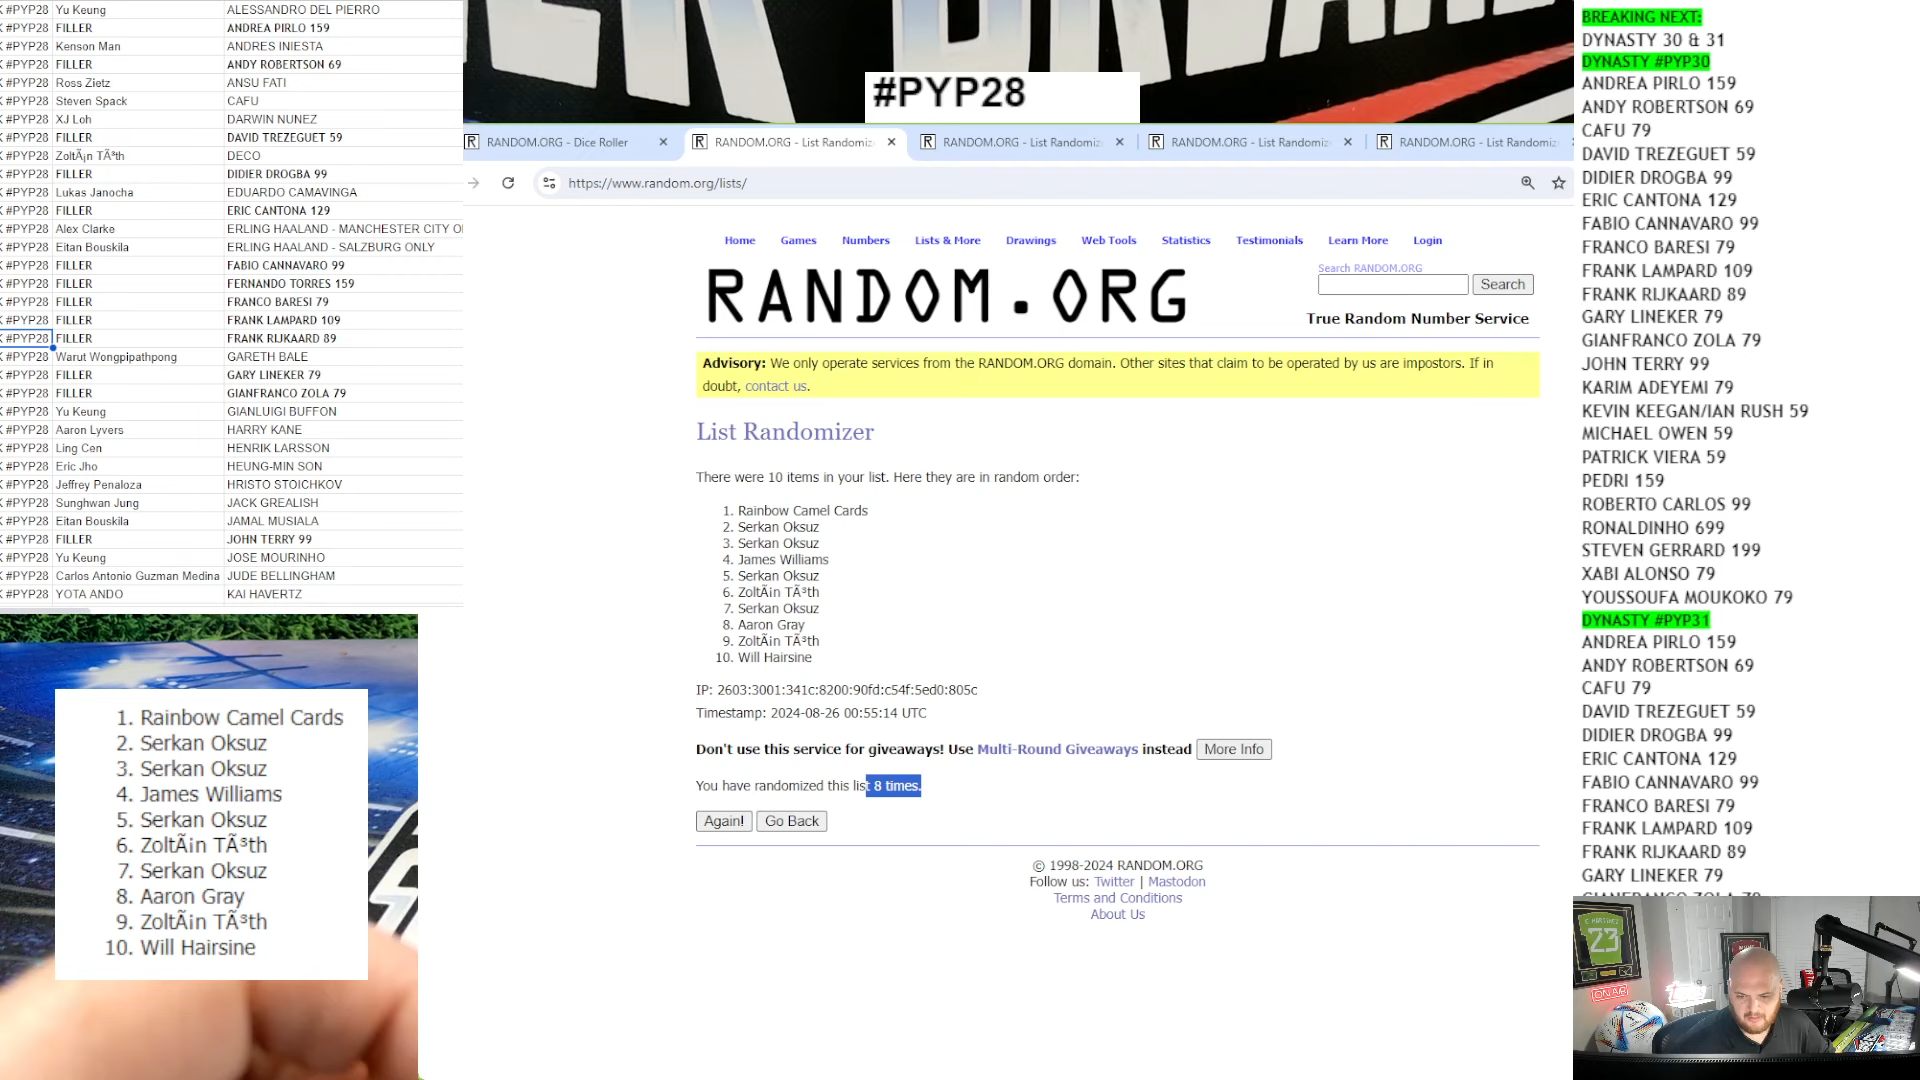 K #PYP28 Yu Keung ALESSANDRO DEL PIERRO
K #PYP28 FILLER ANDREA PIRLO 159
K #PYP28 Kenson Man ANDRES INIESTA
K #PYP28 FILLER ANDY ROBERTSON 69
K #PYP28 Ross Zietz ANSU FATI
K #PYP28 Steven Spack CAFU
K #PYP28 XJ Loh DARWIN NUNEZ
K #PYP28 FILLER DAVID TREZEGUET 59
K #PYP28 ZoltÃ¡n TÃ³th DECO
K #PYP28 FILLER DIDIER DROGBA 99
K #PYP28 Lukas Janocha EDUARDO CAMAVINGA
K #PYP28 FILLER ERIC CANTONA 129
K #PYP28 Alex Clarke ERLING HAALAND - MANCHESTER CITY O
K #PYP28 Eitan Bouskila ERLING HAALAND - SALZBURG ONLY
K #PYP28 FILLER FABIO CANNAVARO 99
K #PYP28 FILLER FERNANDO TORRES 159
K #PYP28 FILLER FRANCO BARESI 79
K #PYP28 FILLER FRANK LAMPARD 109
K #PYP28 FILLER FRANK RIJKAARD 89
K #PYP28 Warut Wongpipathpong GARETH BALE
K #PYP28 FILLER GARY LINEKER 79
K #PYP28 FILLER GIANFRANCO ZOLA 79
K #PYP28 Yu Keung GIANLUIGI BUFFON
K #PYP28 Aaron Lyvers HARRY KANE
K #PYP28 Ling Cen HENRIK LARSSON
K #PYP28 Eric Jho HEUNG-MIN SON
K #PYP28 Jeffrey Penaloza HRISTO STOICHKOV
K #PYP28 Sunghwan Jung JACK GREALISH
K #PYP28 Eitan Bouskila JAMAL MUSIALA
K #PYP28 FILLER JOHN TERRY 99
K #PYP28 Yu Keung JOSE MOURINHO
K #PYP28 Carlos Antonio Guzman Medina JUDE BELLINGHAM
K #PYP28 YOTA ANDO KAI HAVERTZ
1. Rainbow Camel Cards
2. Serkan Oksuz
3. Serkan Oksuz
4. James Williams
5. Serkan Oksuz
6. ZoltÃ¡n TÃ³th
7. Serkan Oksuz
8. Aaron Gray
9. ZoltÃ¡n TÃ³th
10. Will Hairsine
#PYP28
RANDOM.ORG - Dice Roller RANDOM.ORG - List Randomiz RANDOM.ORG - List Randomiz RANDOM.ORG - List Randomiz RANDOM.ORG - List Randomiz
https://www.random.org/lists/
Home Games Numbers Lists & More Drawings Web Tools Statistics Testimonials Learn More Login
Search RANDOM.ORG
Search
RANDOM.ORG
True Random Number Service
Advisory: We only operate services from the RANDOM.ORG domain. Other sites that claim to be operated by us are impostors. If in
doubt, contact us.
List Randomizer
There were 10 items in your list. Here they are in random order:
1. Rainbow Camel Cards
2. Serkan Oksuz
3. Serkan Oksuz
4. James Williams
5. Serkan Oksuz
6. ZoltÃ¡n TÃ³th
7. Serkan Oksuz
8. Aaron Gray
9. ZoltÃ¡n TÃ³th
10. Will Hairsine
IP: 2603:3001:341c:8200:90fd:c54f:5ed0:805c
Timestamp: 2024-08-26 00:55:14 UTC
Don't use this service for giveaways! Use Multi-Round Giveaways instead More Info
You have randomized this list 8 times.
Again! Go Back
© 1998-2024 RANDOM.ORG
Follow us: Twitter | Mastodon
Terms and Conditions
About Us
BREAKING NEXT:
DYNASTY 30 & 31
DYNASTY #PYP30
ANDREA PIRLO 159
ANDY ROBERTSON 69
CAFU 79
DAVID TREZEGUET 59
DIDIER DROGBA 99
ERIC CANTONA 129
FABIO CANNAVARO 99
FRANCO BARESI 79
FRANK LAMPARD 109
FRANK RIJKAARD 89
GARY LINEKER 79
GIANFRANCO ZOLA 79
JOHN TERRY 99
KARIM ADEYEMI 79
KEVIN KEEGAN/IAN RUSH 59
MICHAEL OWEN 59
PATRICK VIERA 59
PEDRI 159
ROBERTO CARLOS 99
RONALDINHO 699
STEVEN GERRARD 199
XABI ALONSO 79
YOUSSOUFA MOUKOKO 79
DYNASTY #PYP31
ANDREA PIRLO 159
ANDY ROBERTSON 69
CAFU 79
DAVID TREZEGUET 59
DIDIER DROGBA 99
ERIC CANTONA 129
FABIO CANNAVARO 99
FRANCO BARESI 79
FRANK LAMPARD 109
FRANK RIJKAARD 89
GARY LINEKER 79
GIANFRANCO ZOLA 79
23
ON AIR